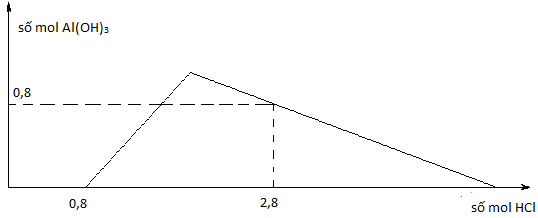 số mol Al(OH)₃
0,8
0,8
2,8
số mol HCl